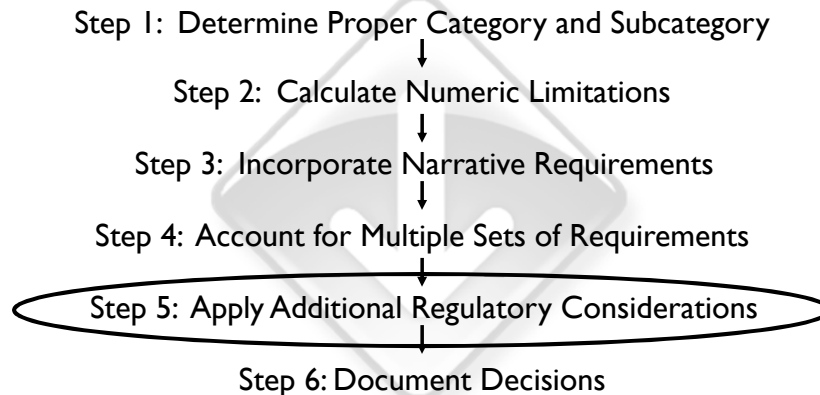 Step 1: Determine Proper Category and Subcategory
Step 2: Calculate Numeric Limitations
Step 3: Incorporate Narrative Requirements
Step 4: Account for Multiple Sets of Requirements
Step 5: Apply Additional Regulatory Considerations
Step 6: Document Decisions